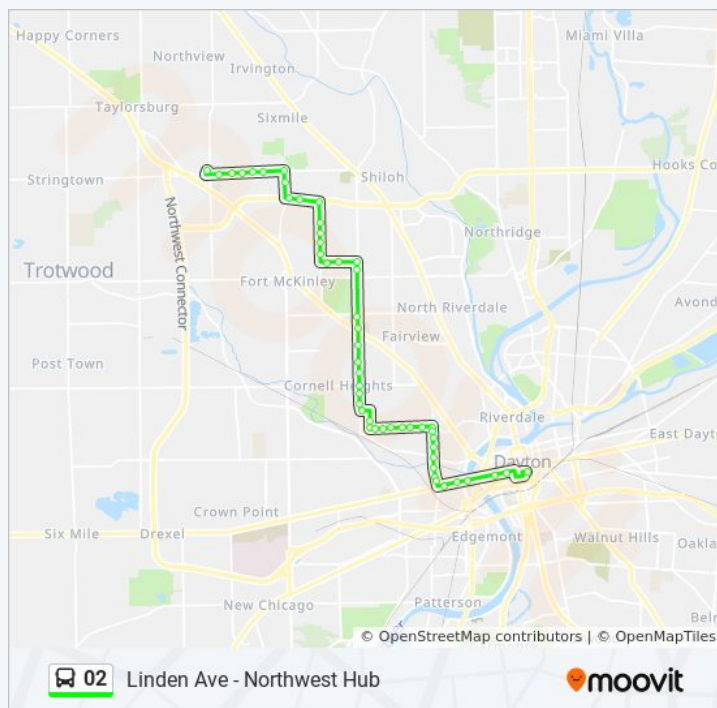 Happy Corners
Miami Villa
Northview
Irvington
Taylorsburg
Sixmile
Stringtown
Shiloh
Hooks Co
Northwest Connector
Northridge
Trotwood
Fort McKinley
North Riverdale
Avond
Fairview
Post Town
Cornell Heights
Riverdale
East Dayto
Dayton
Crown Point
Six Mile
Drexel
Edgemont
Walnut Hills
Oakla
New Chicago
Patterson
Belm
© OpenStreetMap contributors | © OpenMapTiles
02 Linden Ave - Northwest Hub
moovit